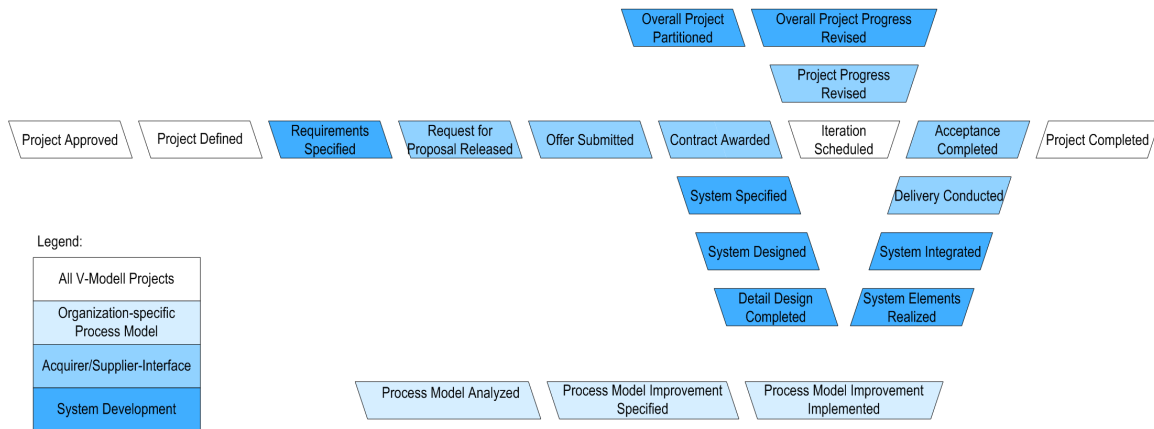 Overall Project
Partitioned
Overall Project Progress
Revised
Project Progress
Revised
Project Approved
Project Defined
Requirements
Specified
Request for
Proposal Released
Offer Submitted
Contract Awarded
Iteration
Scheduled
Acceptance
Completed
Project Completed
System Specified
Delivery Conducted
System Designed
System Integrated
Detail Design
Completed
System Elements
Realized
Legend:
All V-Modell Projects
Organization-specific
Process Model
Acquirer/Supplier-Interface
System Development
Process Model Analyzed
Process Model Improvement
Specified
Process Model Improvement
Implemented